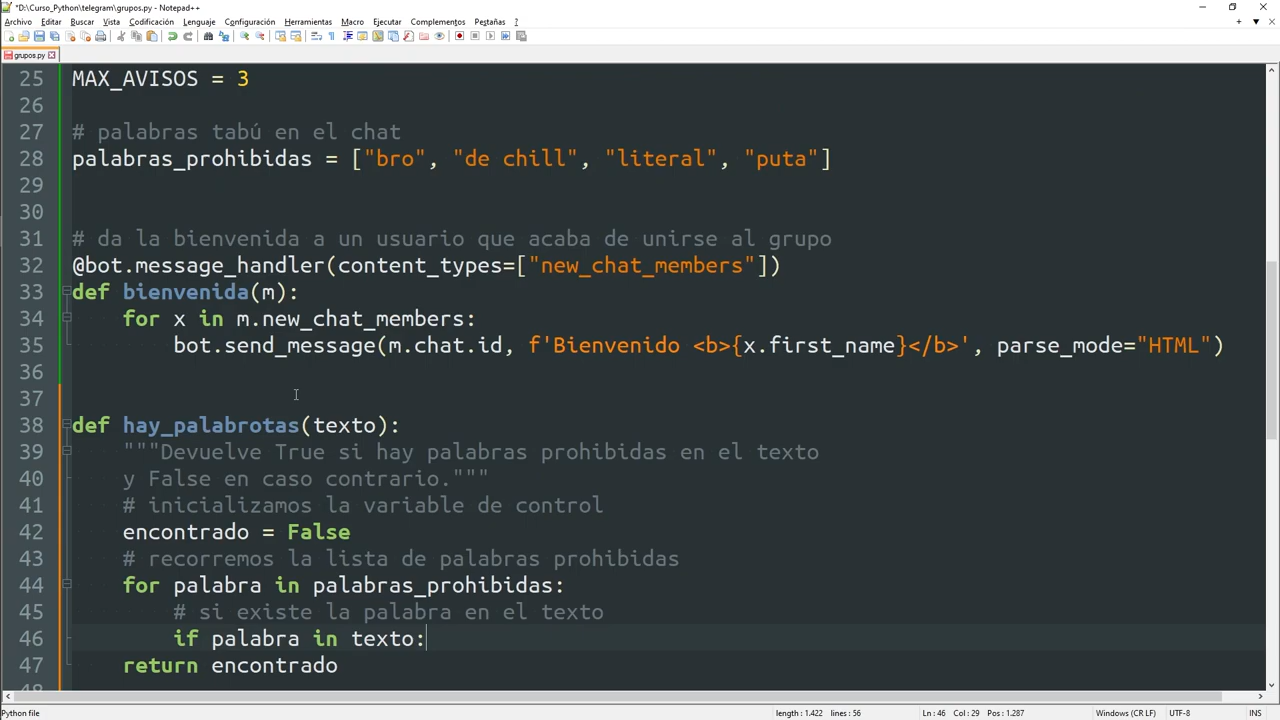 *D:\Curso_Python\telegram\grupos.py - Notepad++
Archivo Editar Buscar Vista Codificación Lenguaje Configuración Herramientas Macro Ejecutar Complementos Pestañas ?
grupos.py
25 MAX_AVISOS = 3
26
27 # palabras tabú en el chat
28 palabras_prohibidas = ["bro", "de chill", "literal", "puta"]
29
30
31 # da la bienvenida a un usuario que acaba de unirse al grupo
32 @bot.message_handler(content_types=["new_chat_members"])
33 def bienvenida(m):
34 for x in m.new_chat_members:
35 bot.send_message(m.chat.id, f'Bienvenido <b>{x.first_name}</b>', parse_mode="HTML")
36
37
38 def hay_palabrotas(texto):
39 """Devuelve True si hay palabras prohibidas en el texto
40 y False en caso contrario."""
41 # inicializamos la variable de control
42 encontrado = False
43 # recorremos la lista de palabras prohibidas
44 for palabra in palabras_prohibidas:
45 # si existe la palabra en el texto
46 if palabra in texto:
47 return encontrado
48
Python file length : 1.422 lines : 56 Ln : 46 Col : 29 Pos : 1.287 Windows (CR LF) UTF-8 INS